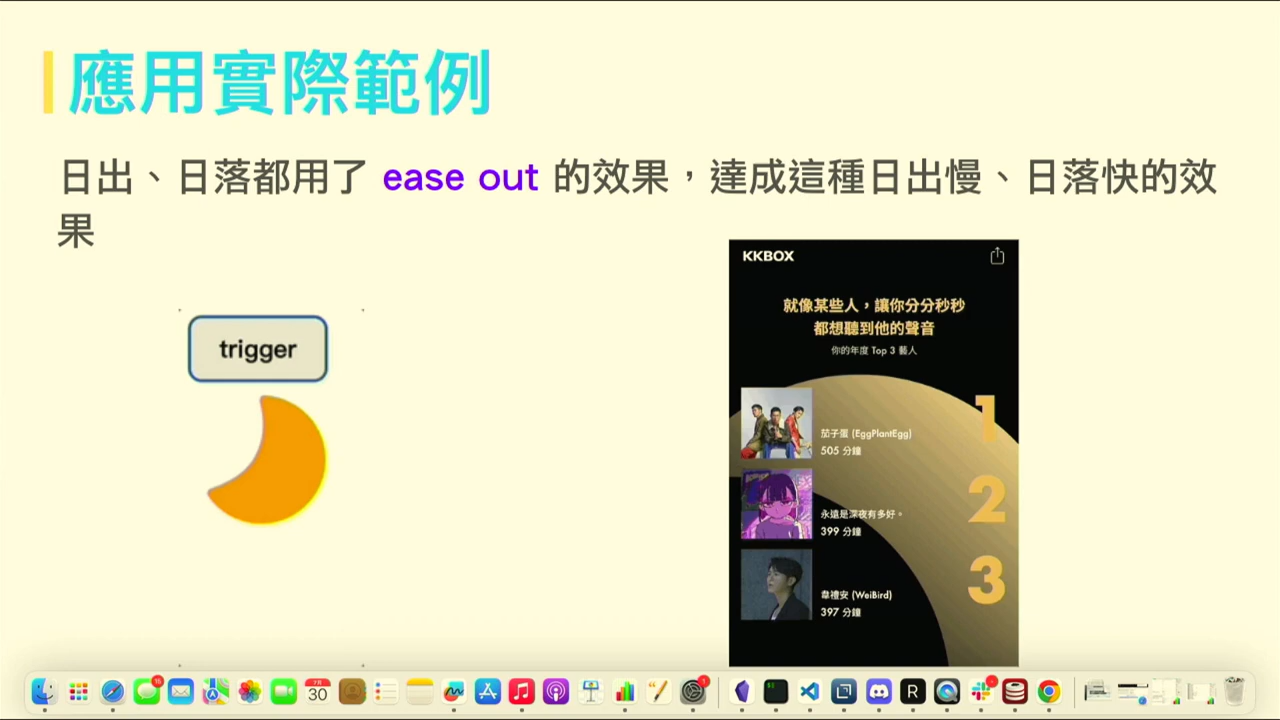 應用實際範例
日出、日落都用了 ease out 的效果，達成這種日出慢、日落快的效
果
trigger
KKBOX
就像某些人，讓你分分秒秒
都想聽到他的聲音
你的年度 Top 3 藝人
1
茄子蛋 (EggPlantEgg)
505 分鐘
2
永遠是深夜有多好。
399 分鐘
3
韋禮安 (WeiBird)
397 分鐘
16
7月
30
1
R